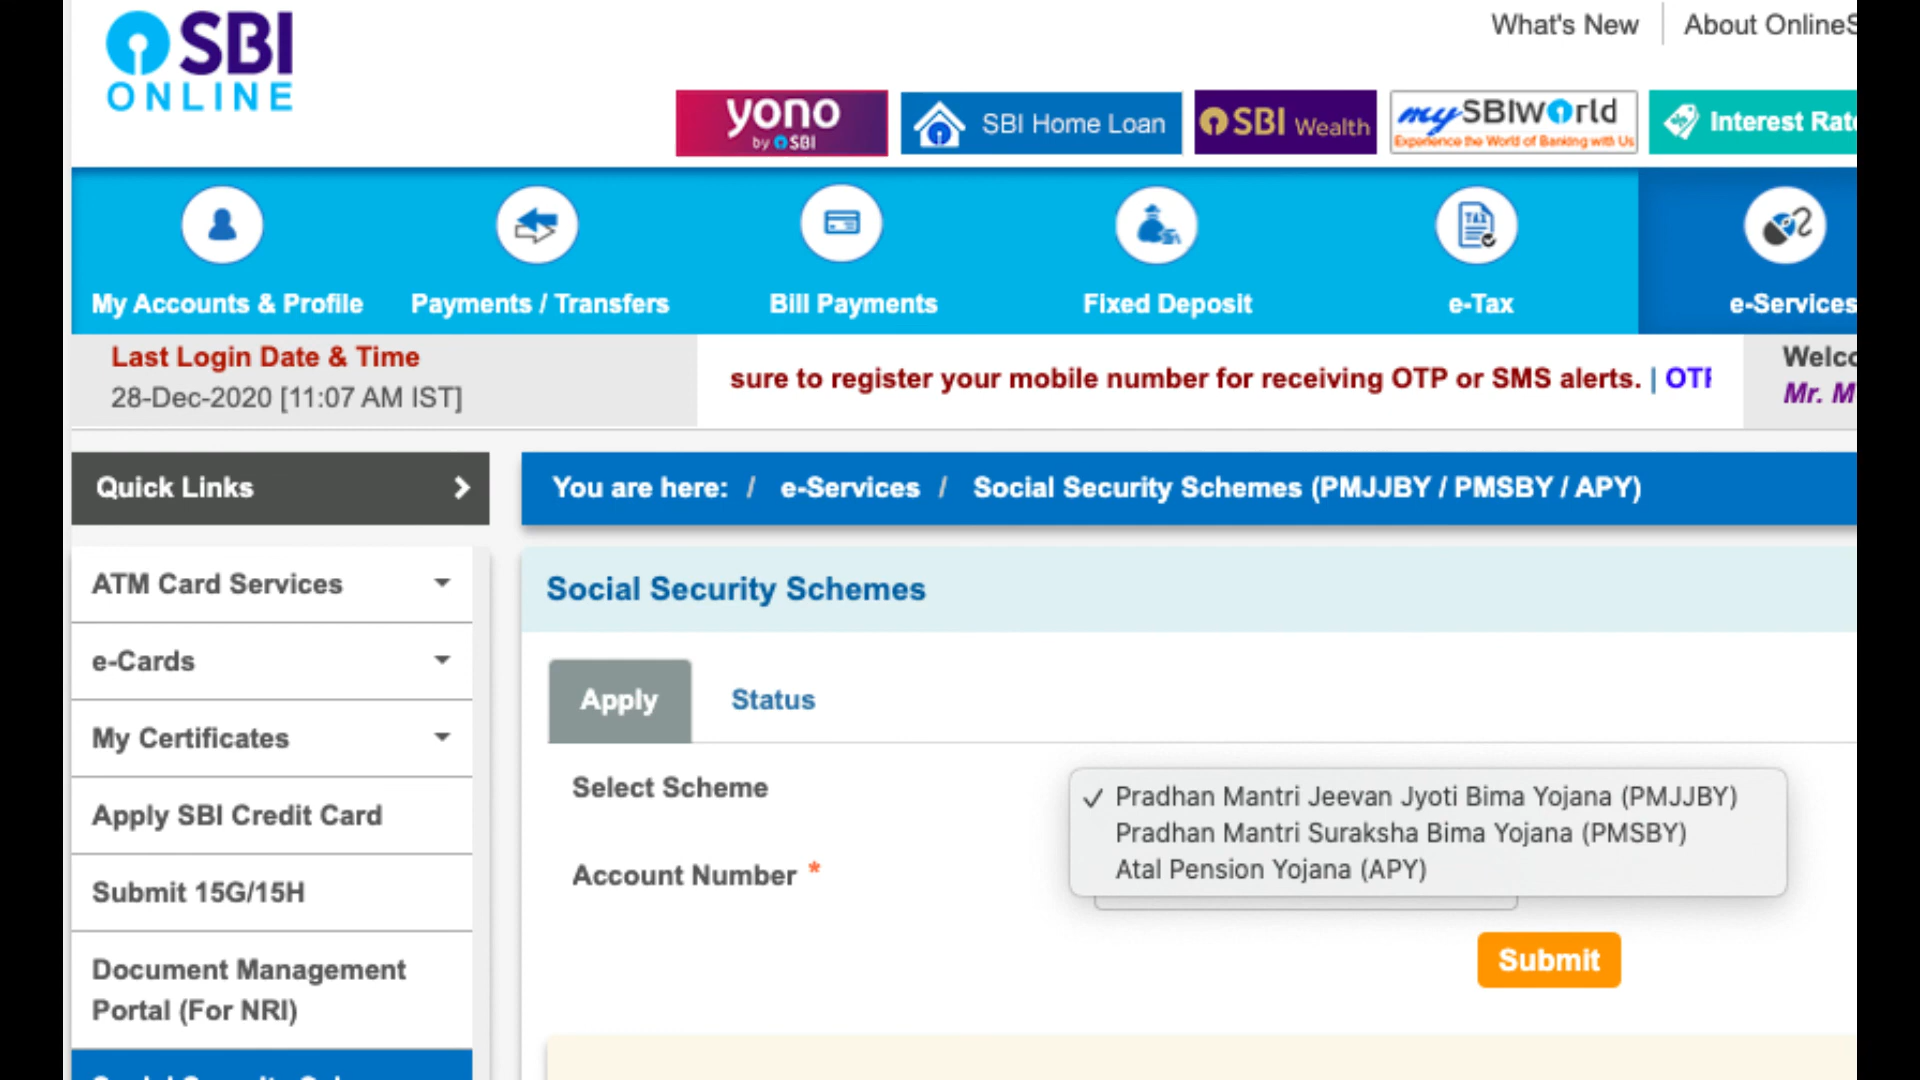 SBI
ONLINE
What's New
About Online
yono
by SBI
SBI Home Loan
SBI Wealth
mySBIWorld
Experience the World of Banking with Us
Interest
My Accounts & Profile
Payments / Transfers
Bill Payments
Fixed Deposit
TAX
e-Tax
e-Services
Last Login Date & Time
28-Dec-2020 [11:07 AM IST]
sure to register your mobile number for receiving OTP or SMS alerts. |
Mr. M
Quick Links
You are here: / e-Services / Social Security Schemes (PMJJBY / PMSBY / APY)
ATM Card Services
e-Cards
My Certificates
Apply SBI Credit Card
Submit 15G/15H
Document Management
Portal (For NRI)
Social Security Schemes
Apply
Status
Select Scheme
✓ Pradhan Mantri Jeevan Jyoti Bima Yojana (PMJJBY)
Pradhan Mantri Suraksha Bima Yojana (PMSBY)
Atal Pension Yojana (APY)
Account Number *
Submit